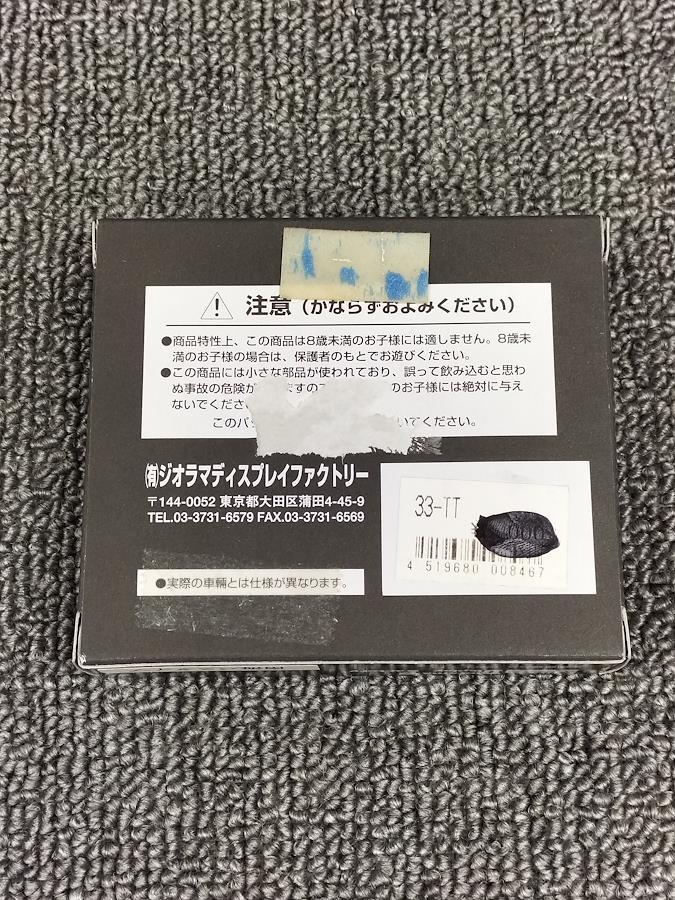 注意（かならずおよみください）
●商品特性上、この商品は8歳未満のお子様には適しません。8歳未
満のお子様の場合は、保護者のもとでお遊びください。
●この商品には小さな部品が使われており、誤って飲み込むと思わ
ぬ事故の危険が ますの のお子様には絶対に与え
ないでくださ
このパ いてください。
㈲ジオラマディスプレイファクトリー
〒144-0052 東京都大田区蒲田4-45-9
TEL.03-3731-6579 FAX.03-3731-6569
33-TT
4 519680 008467
●実際の車輛とは仕様が異なります。